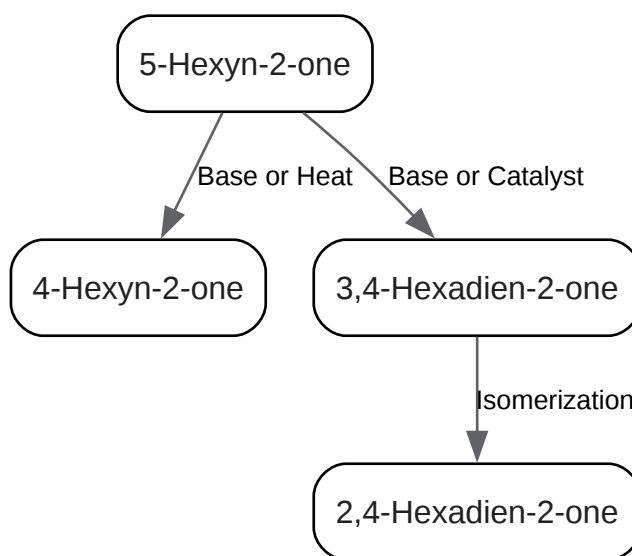 5-Hexyn-2-one
Base or Heat
Base or Catalyst
4-Hexyn-2-one
3,4-Hexadien-2-one
Isomerization
2,4-Hexadien-2-one